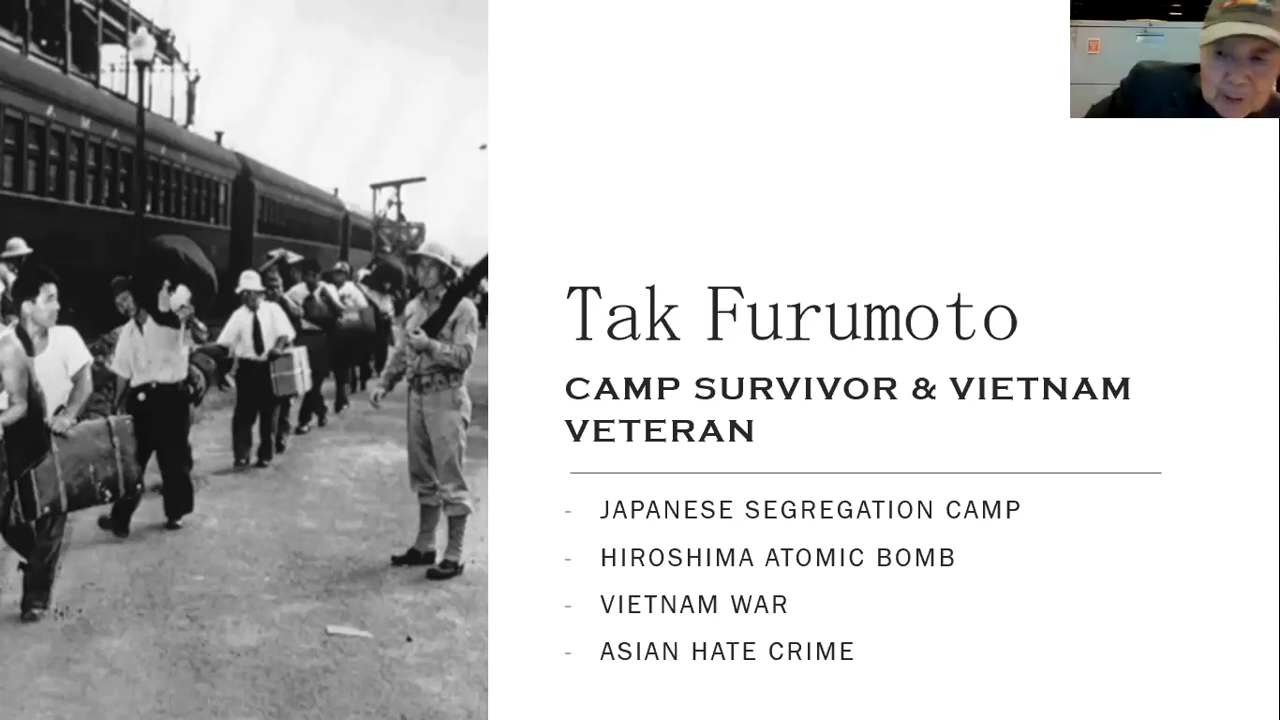 Tak Furumoto
CAMP SURVIVOR & VIETNAM
VETERAN
- JAPANESE SEGREGATION CAMP
- HIROSHIMA ATOMIC BOMB
- VIETNAM WAR
- ASIAN HATE CRIME